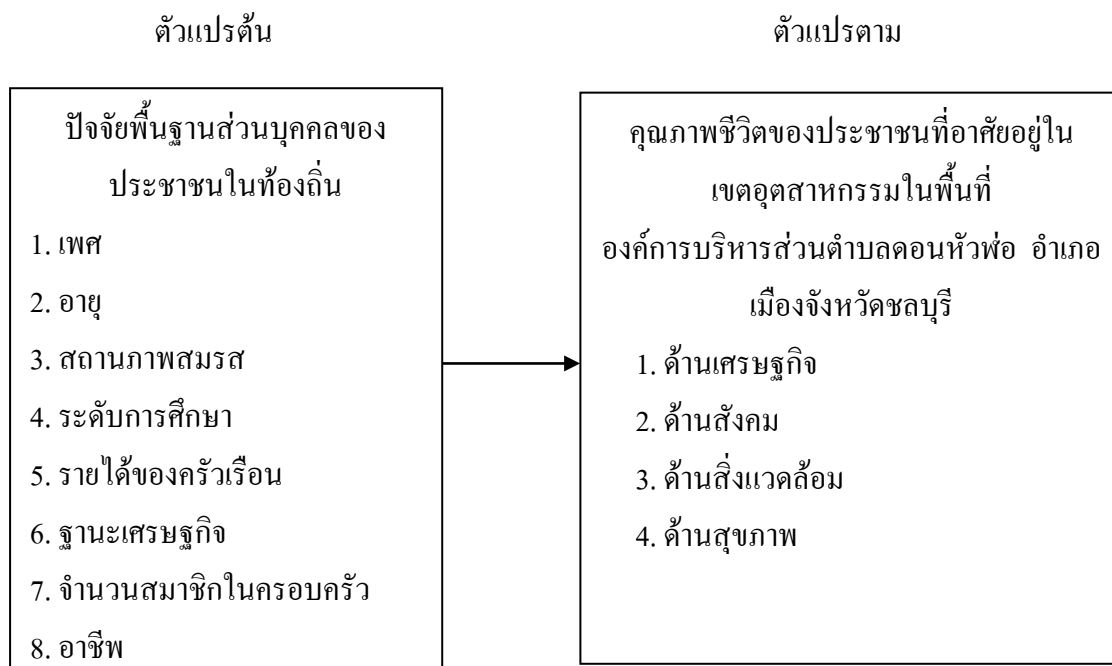 ตัวแปรต้น
ตัวแปรตาม
ปัจจัยพื้นฐานส่วนบุคคลของ
ประชาชนในท้องถิ่น
1. เพศ
2. อายุ
3. สถานภาพสมรส
4. ระดับการศึกษา
5. รายได้ของครัวเรือน
6. ฐานะเศรษฐกิจ
7. จำนวนสมาชิกในครอบครัว
8. อาชีพ
คุณภาพชีวิตของประชาชนที่อาศัยอยู่ใน
เขตอุตสาหกรรมในพื้นที่
องค์การบริหารส่วนตำบลดอนหัวฬ่อ อำเภอ
เมืองจังหวัดชลบุรี
1. ด้านเศรษฐกิจ
2. ด้านสังคม
3. ด้านสิ่งแวดล้อม
4. ด้านสุขภาพ